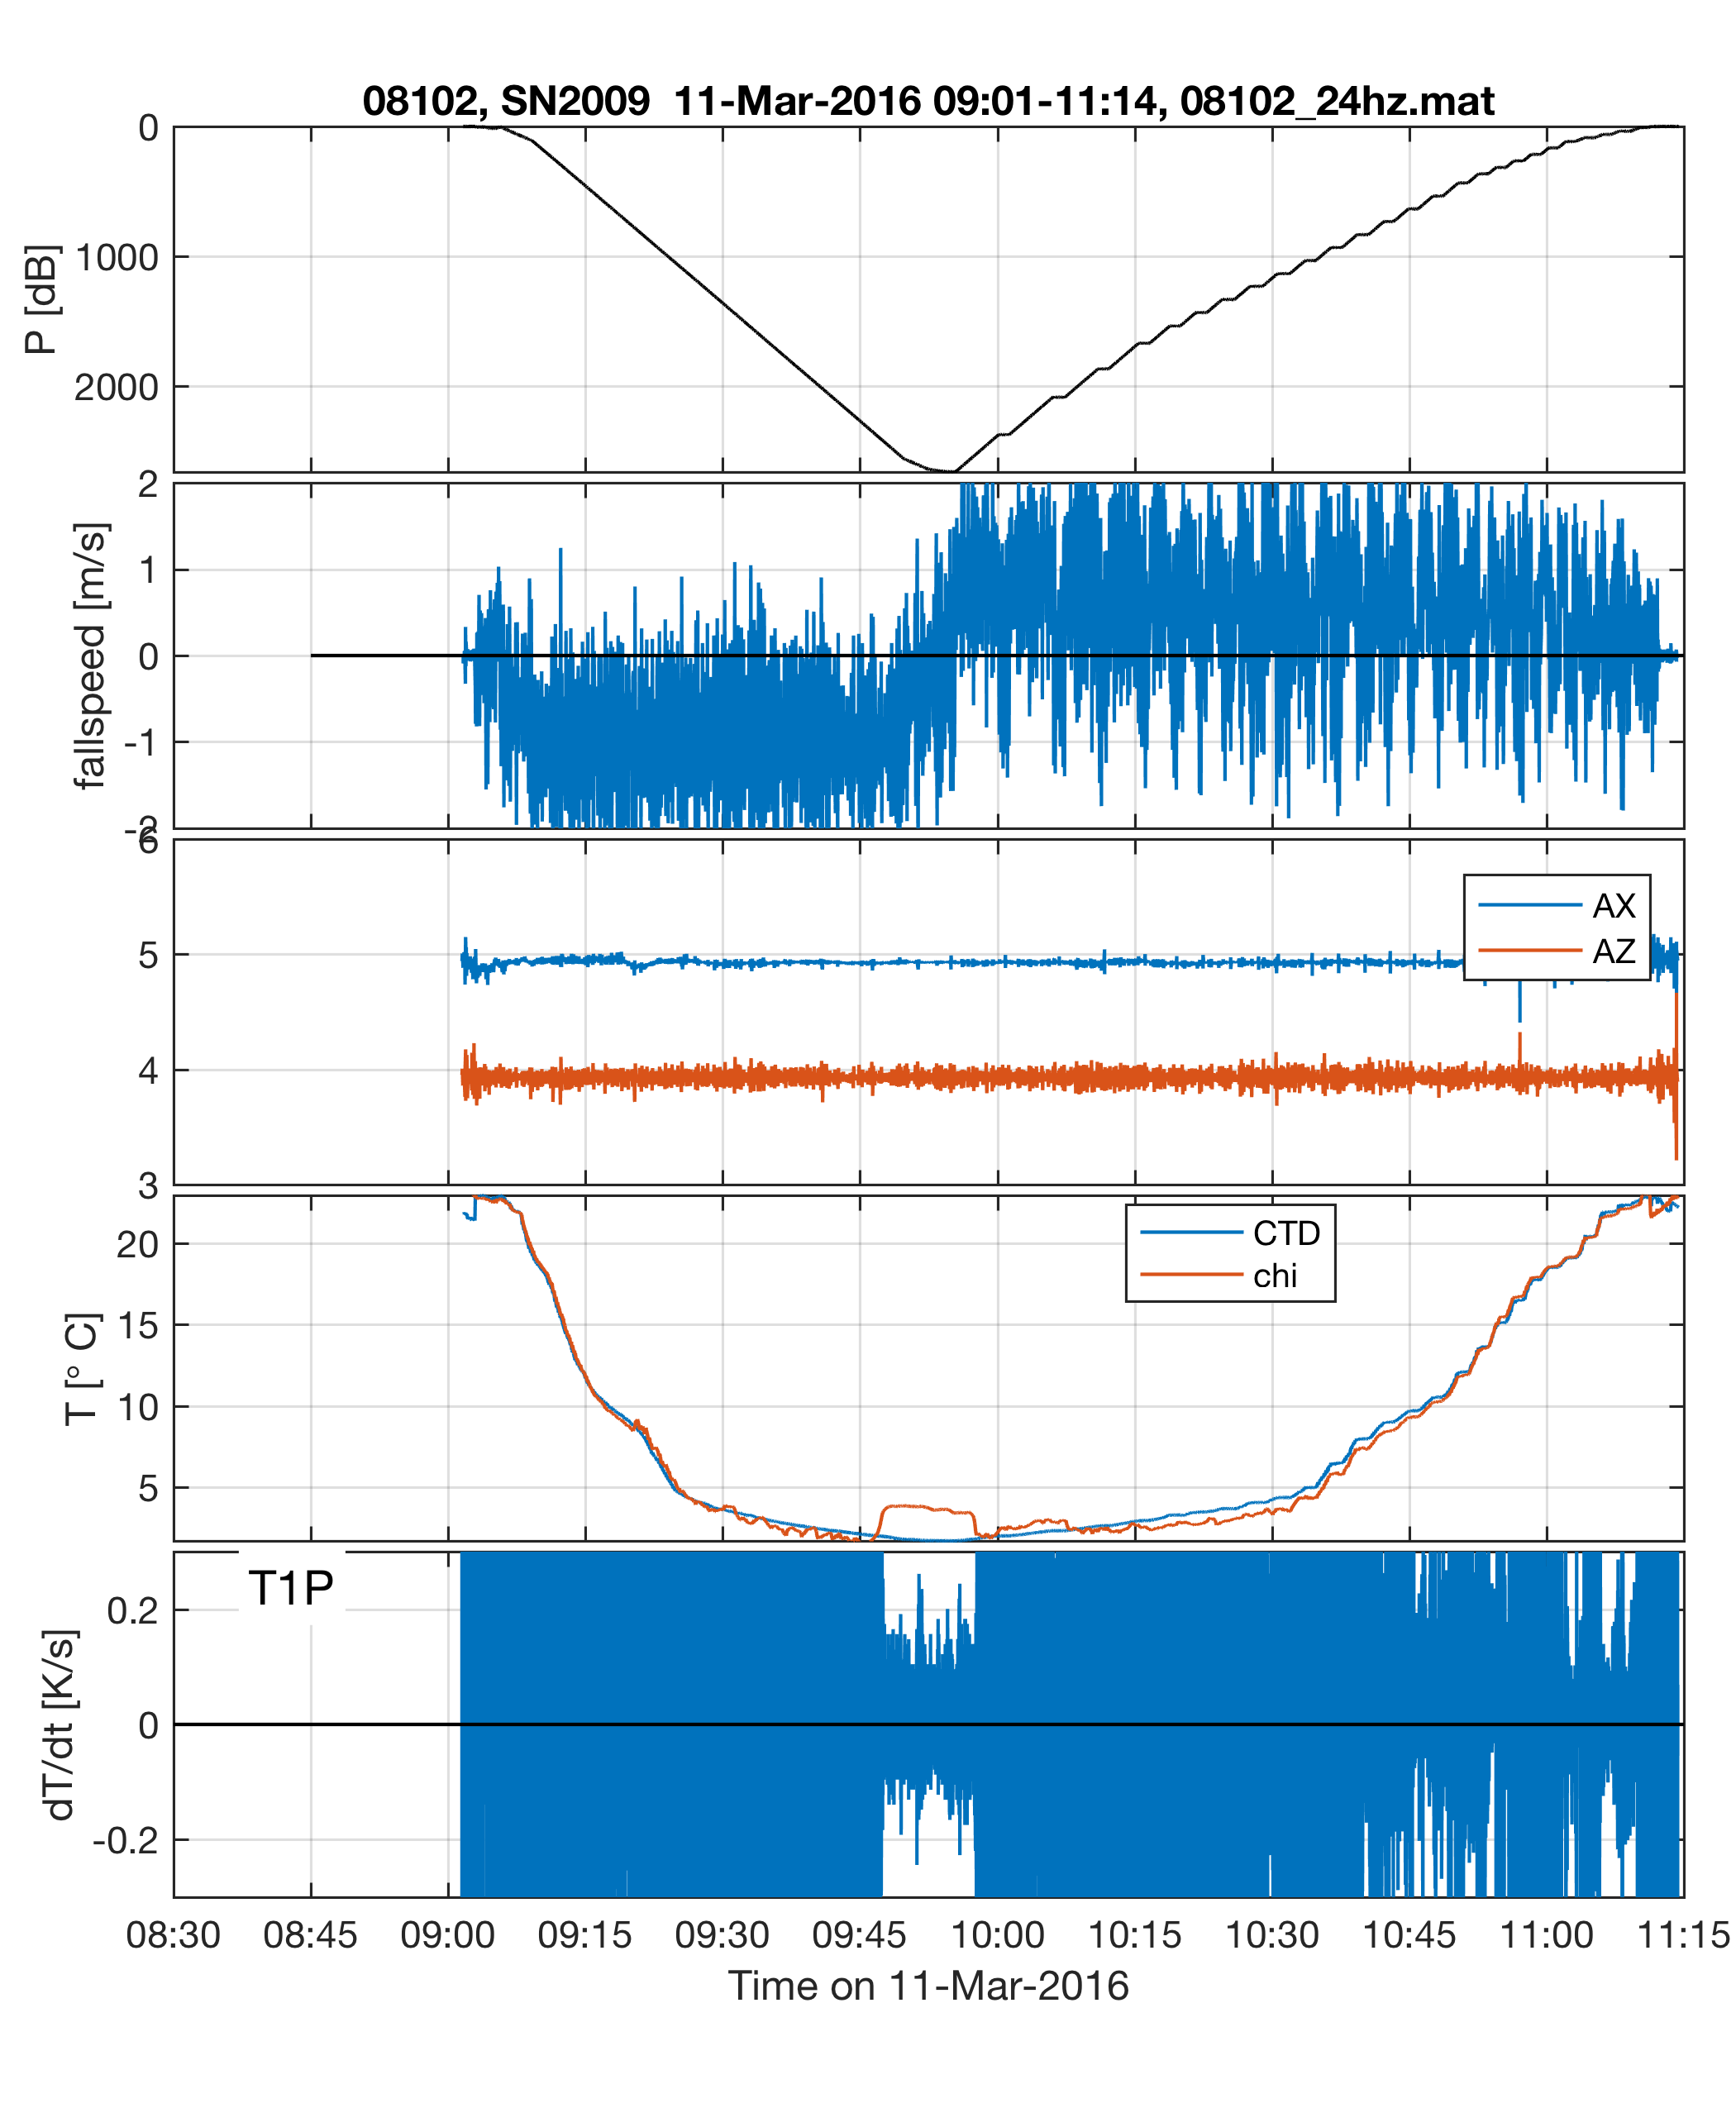 08102, SN2009 11-Mar-2016 09:01-11:14, 08102_24hz.mat
0
1000
2000
P [dB]
2
1
0
-1
-2
fallspeed [m/s]
6
5
4
3
AX
AZ
20
15
10
5
T [° C]
CTD
chi
T1P
0.2
0
-0.2
dT/dt [K/s]
08:30 08:45 09:00 09:15 09:30 09:45 10:00 10:15 10:30 10:45 11:00 11:15
Time on 11-Mar-2016